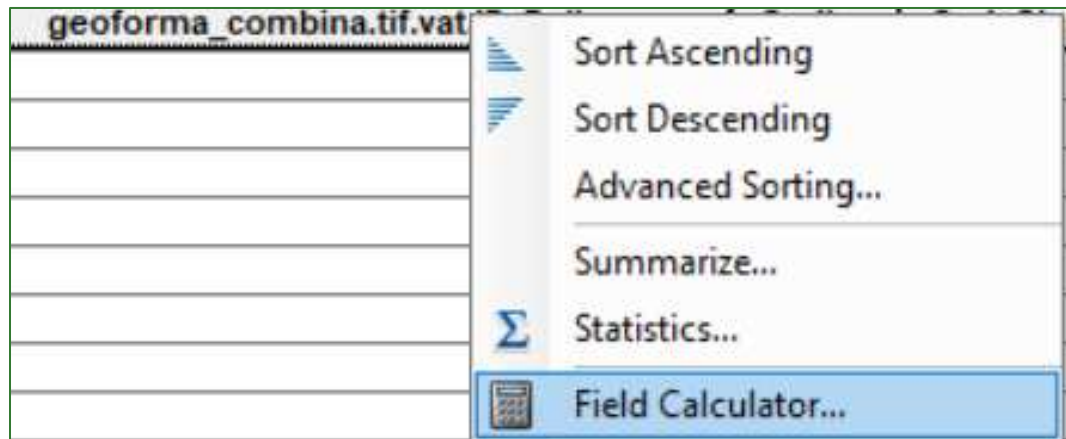 geoforma_combina.tif.vat
Sort Ascending
Sort Descending
Advanced Sorting...
Summarize...
Σ Statistics...
Field Calculator...